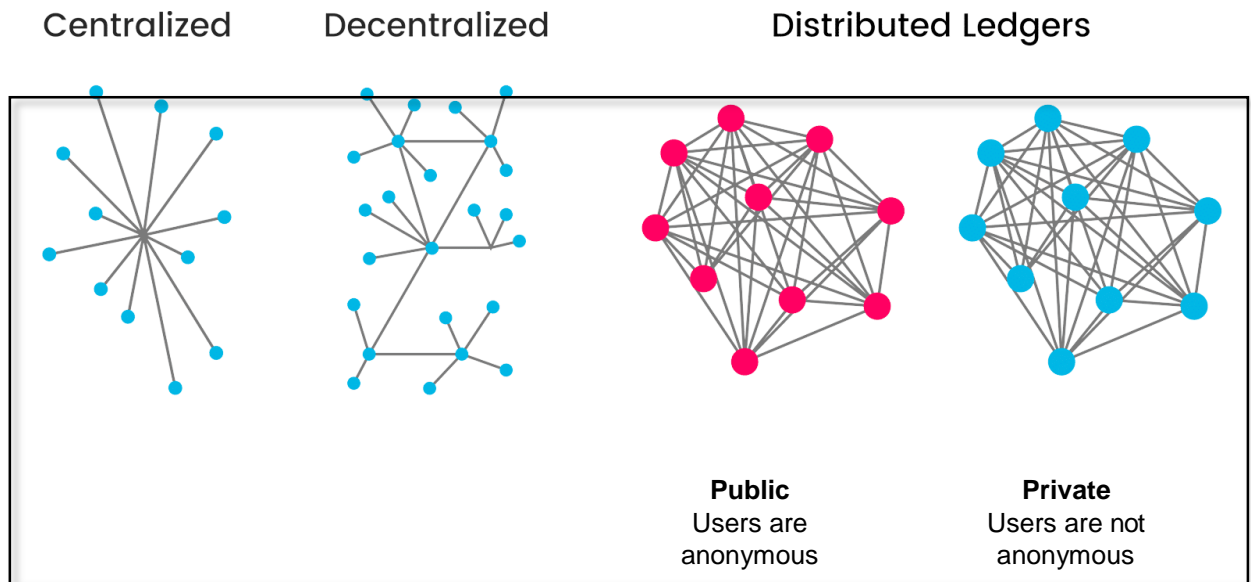 Centralized
Decentralized
Distributed Ledgers
Public
Users are
anonymous
Private
Users are not
anonymous